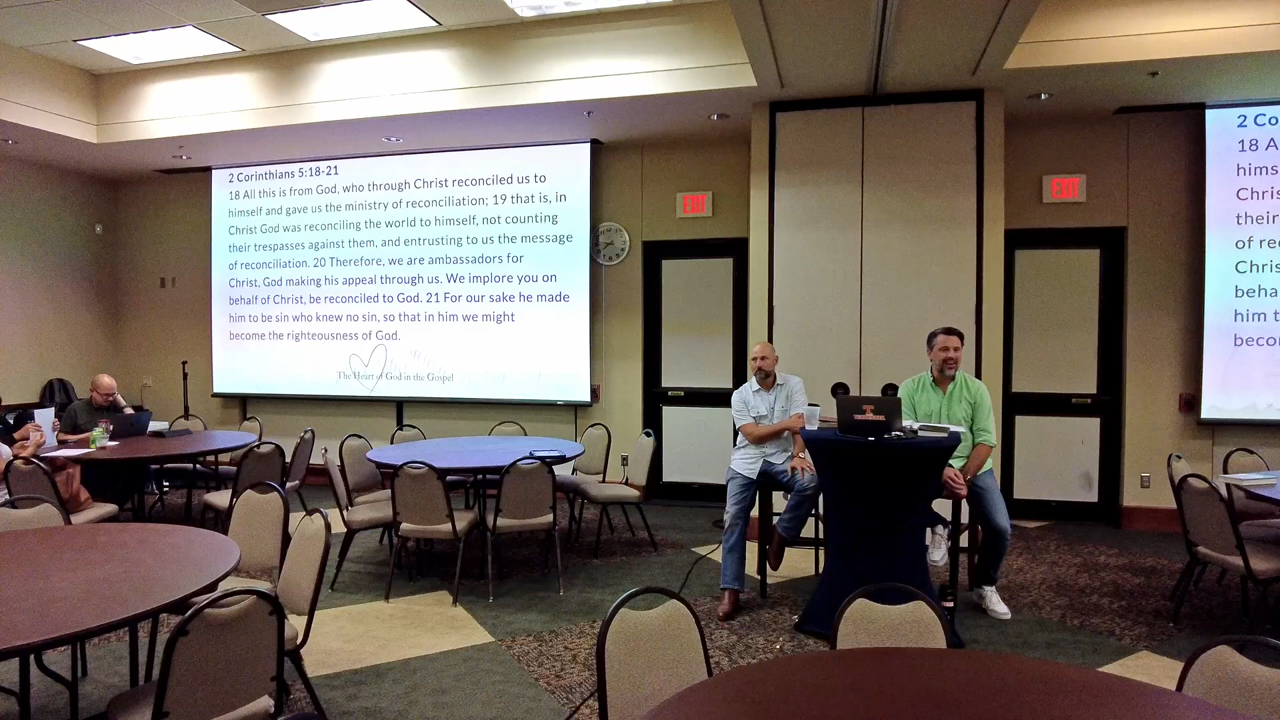 2 Corinthians 5:18-21
18 All this is from God, who through Christ reconciled us to
himself and gave us the ministry of reconciliation; 19 that is, in
Christ God was reconciling the world to himself, not counting
their trespasses against them, and entrusting to us the message
of reconciliation. 20 Therefore, we are ambassadors for
Christ, God making his appeal through us. We implore you on
behalf of Christ, be reconciled to God. 21 For our sake he made
him to be sin who knew no sin, so that in him we might
become the righteousness of God.
The Heart of God in the Gospel
EXIT
EXIT
T
2 Co
18 A
hims
Chris
their
of re
Chris
beha
him t
beco